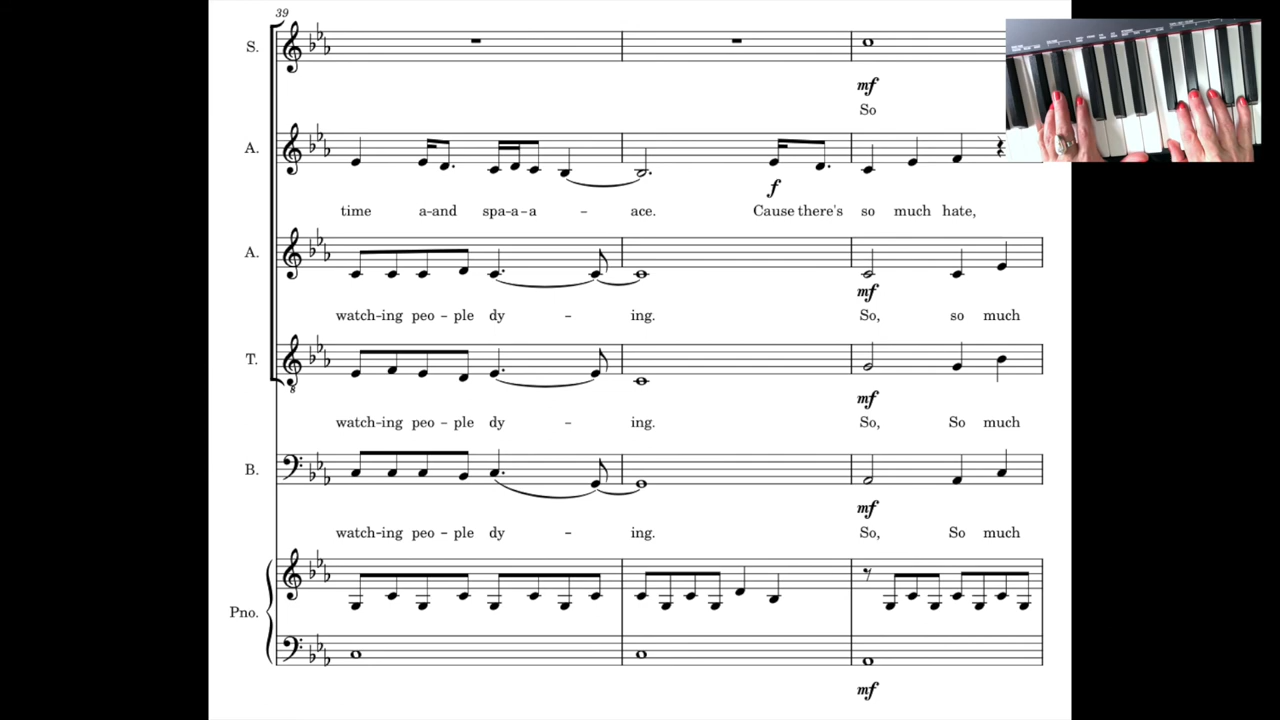 39
S.
mf
So
A.
f
time a-and spa-a-a - ace. Cause there's so much hate,
A.
mf
watch-ing peo - ple dy - ing. So, so much
T.
8
mf
watch-ing peo - ple dy - ing. So, So much
B.
mf
watch-ing peo - ple dy - ing. So, So much
Pno.
mf